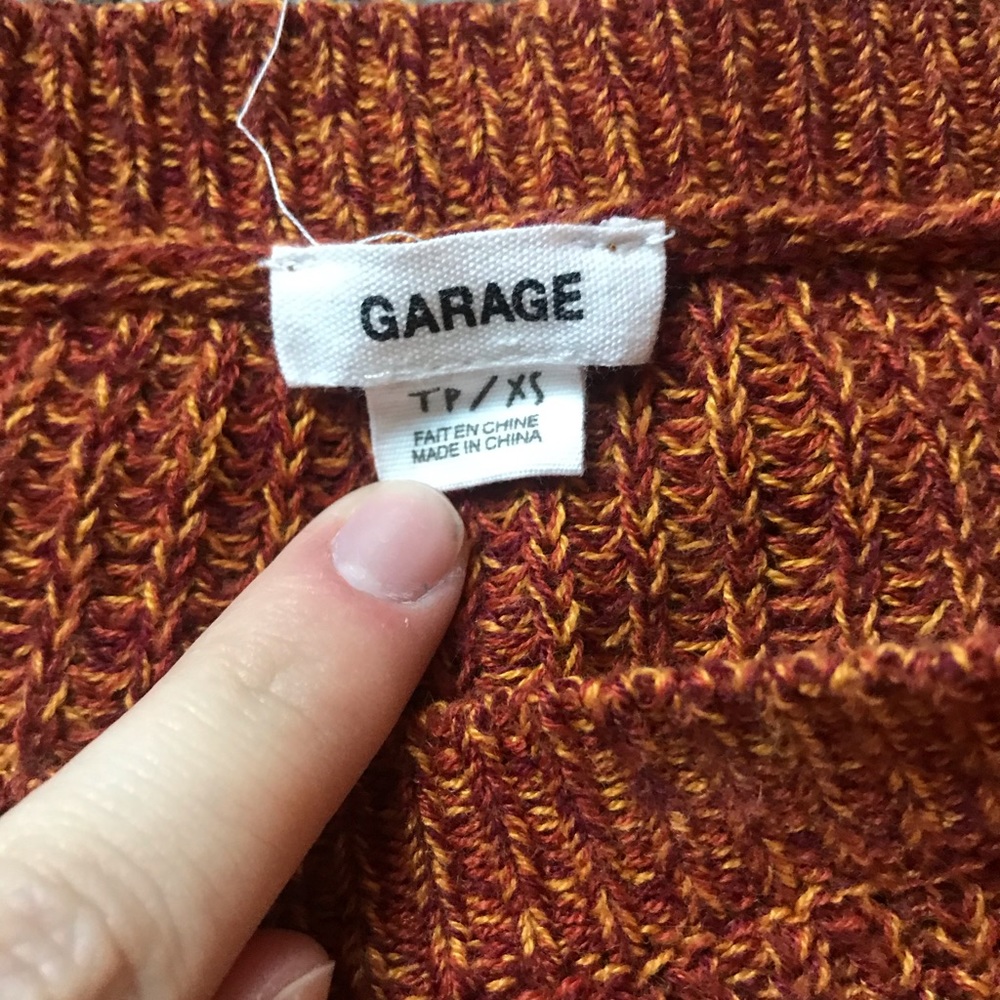 GARAGE
TP/XS
FAIT EN CHINE
MADE IN CHINA